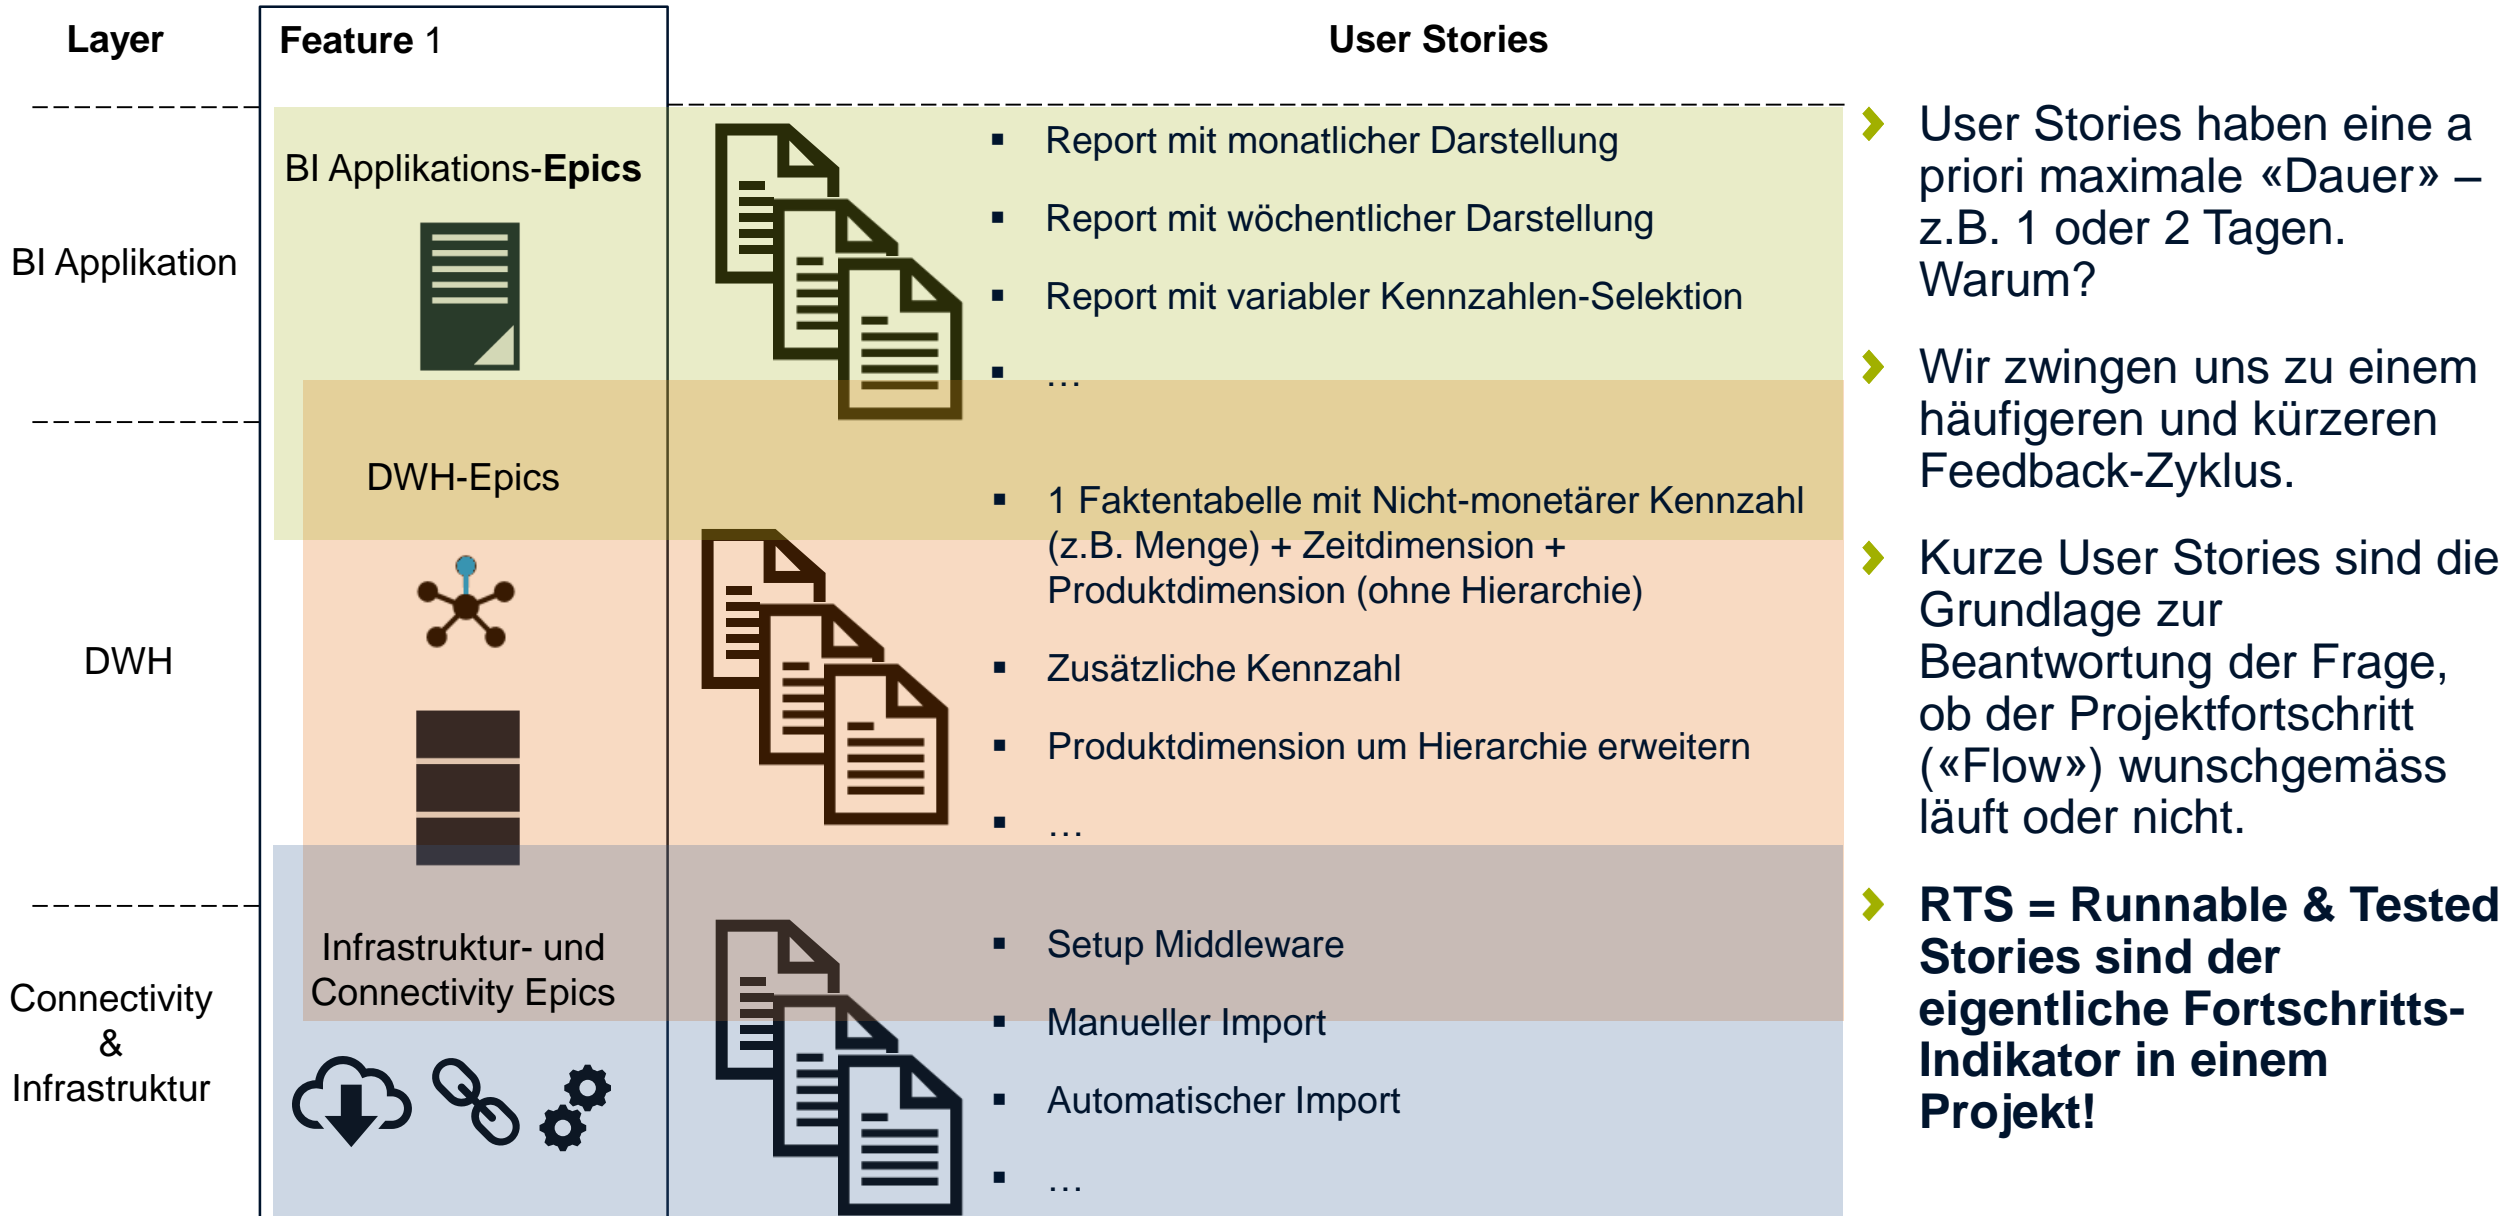 Layer
Feature 1
User Stories
BI Applikation
BI Applikations-Epics
▪ Report mit monatlicher Darstellung
▪ Report mit wöchentlicher Darstellung
▪ Report mit variabler Kennzahlen-Selektion
▪ …
DWH
DWH-Epics
▪ 1 Faktentabelle mit Nicht-monetärer Kennzahl
(z.B. Menge) + Zeitdimension +
Produktdimension (ohne Hierarchie)
▪ Zusätzliche Kennzahl
▪ Produktdimension um Hierarchie erweitern
▪ …
Connectivity
&
Infrastruktur
Infrastruktur- und
Connectivity Epics
▪ Setup Middleware
▪ Manueller Import
▪ Automatischer Import
▪ …
User Stories haben eine a
priori maximale «Dauer» –
z.B. 1 oder 2 Tagen.
Warum?
Wir zwingen uns zu einem
häufigeren und kürzeren
Feedback-Zyklus.
Kurze User Stories sind die
Grundlage zur
Beantwortung der Frage,
ob der Projektfortschritt
(«Flow») wunschgemäss
läuft oder nicht.
RTS = Runnable & Tested
Stories sind der
eigentliche Fortschritts-
Indikator in einem
Projekt!